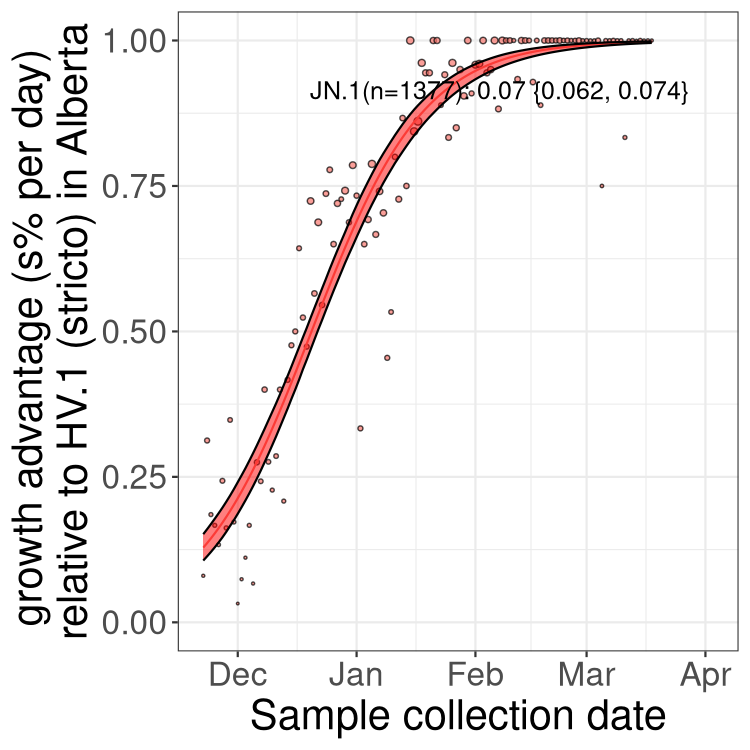 growth advantage (s% per day)
relative to HV.1 (stricto) in Alberta
1.00
0.75
0.50
0.25
0.00
JN.1(n=1377): 0.07 {0.062, 0.074}
Dec Jan Feb Mar Apr
Sample collection date